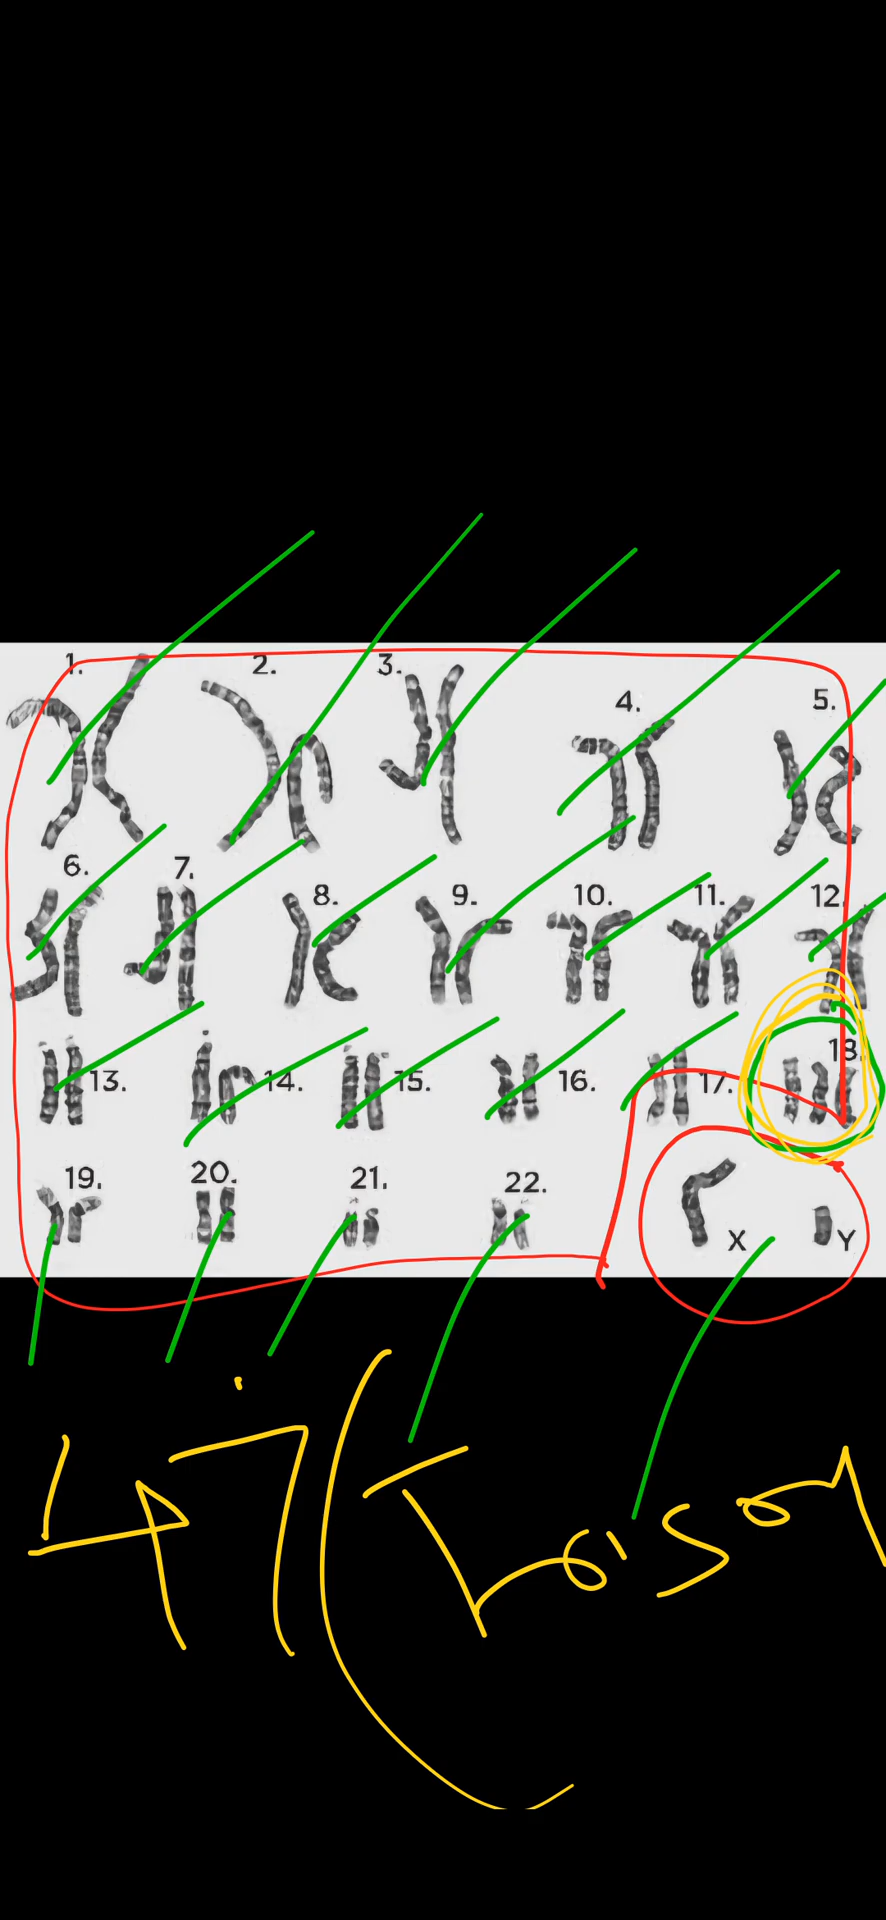 1. 2. 3. 4. 5.
6. 7. 8. 9. 10. 11. 12.
13. 14. 15. 16. 17. 18.
19. 20. 21. 22. X Y
47 (